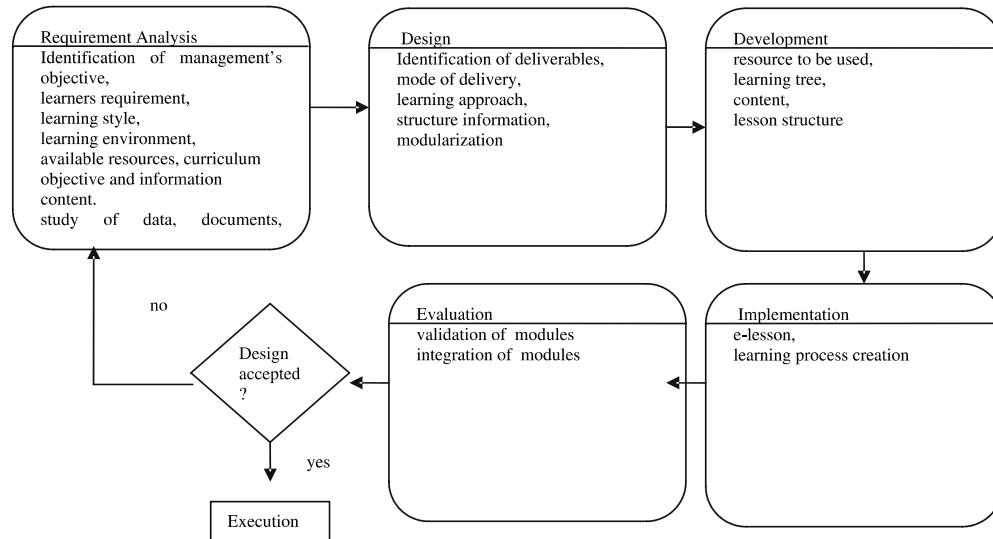 Requirement Analysis
Identification of management's
objective,
learners requirement,
learning style,
learning environment,
available resources, curriculum
objective and information
content.
study of data, documents,
Design
Identification of deliverables,
mode of delivery,
learning approach,
structure information,
modularization
Development
resource to be used,
learning tree,
content,
lesson structure
Implementation
e-lesson,
learning process creation
Evaluation
validation of modules
integration of modules
Design
accepted
?
no
yes
Execution